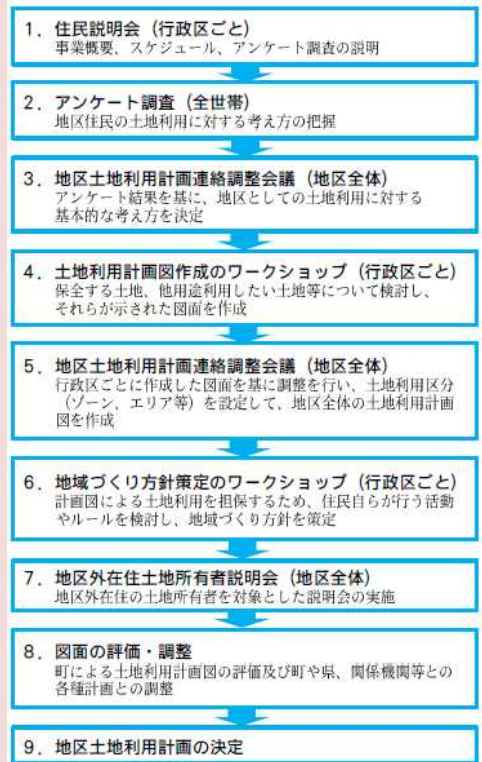 1．住民説明会（行政区ごと）
事業概要、スケジュール、アンケート調査の説明
2．アンケート調査（全世帯）
地区住民の土地利用に対する考え方の把握
3．地区土地利用計画連絡調整会議（地区全体）
アンケート結果を基に、地区としての土地利用に対する
基本的な考え方を決定
4．土地利用計画図作成のワークショップ（行政区ごと）
保全する土地、他用途利用したい土地等について検討し、
それらが示された図面を作成
5．地区土地利用計画連絡調整会議（地区全体）
行政区ごとに作成した図面を基に調整を行い、土地利用区分
（ゾーン、エリア等）を設定して、地区全体の土地利用計画
図を作成
6．地域づくり方針策定のワークショップ（行政区ごと）
計画図による土地利用を担保するため、住民自らが行う活動
やルールを検討し、地域づくり方針を策定
7．地区外在住土地所有者説明会（地区全体）
地区外在住の土地所有者を対象とした説明会の実施
8．図面の評価・調整
町による土地利用計画図の評価及び町や県、関係機関等との
各種計画との調整
9．地区土地利用計画の決定